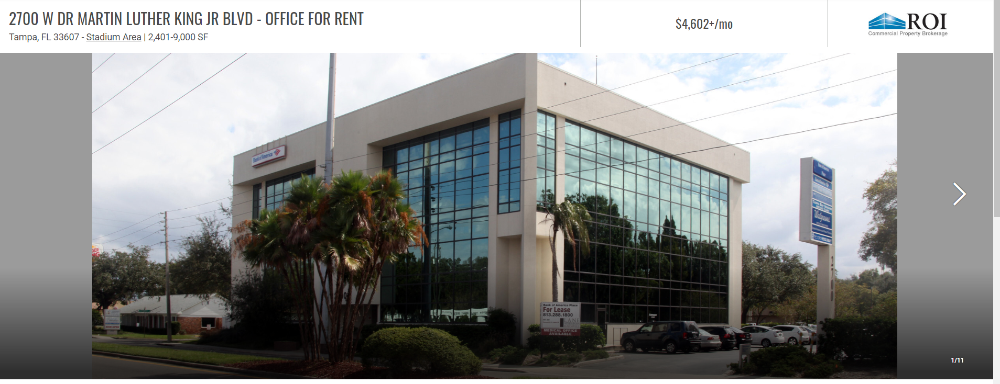 2700 W DR MARTIN LUTHER KING JR BLVD - OFFICE FOR RENT
Tampa, FL 33607 - Stadium Area | 2,401-9,000 SF
$4,602+/mo
ROI
Commercial Property Brokerage
Bank of America
Walgreens
2700
Bank of America Place
For Lease
813.288.1800
LANE
MEDICAL OFFICE
AVAILABLE
1/11